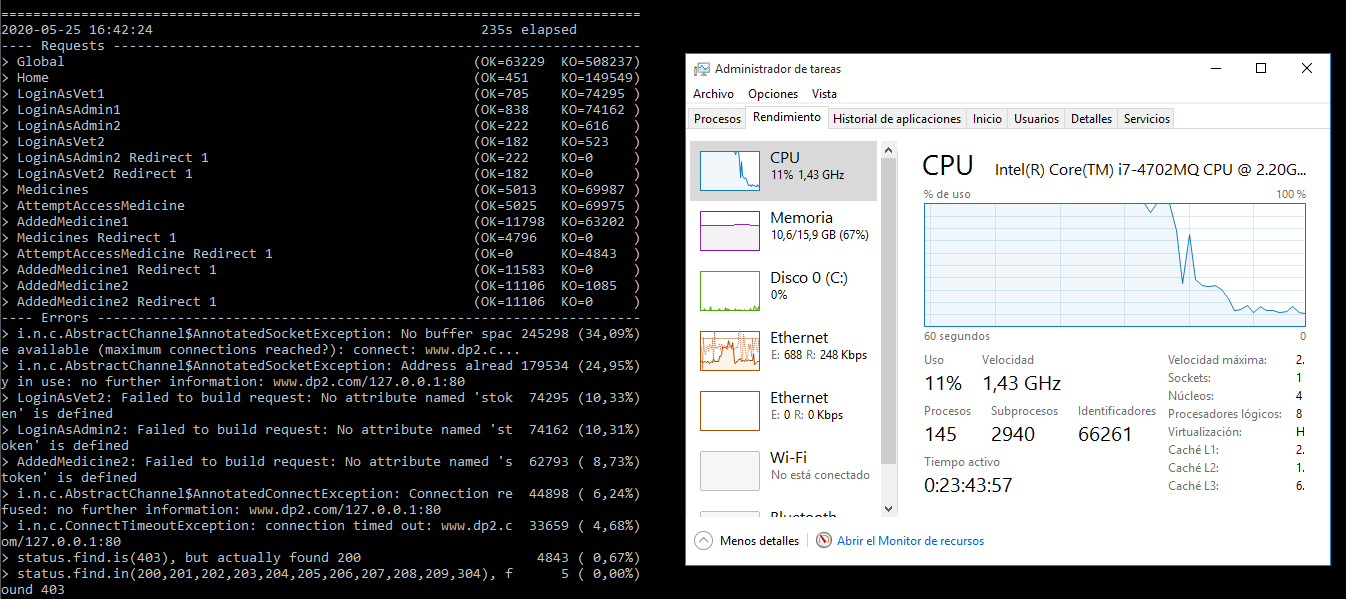 ================================================================================
2020-05-25 16:42:24                                         235s elapsed
---- Requests ------------------------------------------------------------------
> Global                                                   (OK=63229  KO=508237)
> Home                                                     (OK=451    KO=149549)
> LoginAsVet1                                              (OK=705    KO=74295 )
> LoginAsAdmin1                                            (OK=838    KO=74162 )
> LoginAsAdmin2                                            (OK=222    KO=616   )
> LoginAsVet2                                              (OK=182    KO=523   )
> LoginAsAdmin2 Redirect 1                                 (OK=222    KO=0     )
> LoginAsVet2 Redirect 1                                   (OK=182    KO=0     )
> Medicines                                                (OK=5013   KO=69987 )
> AttemptAccessMedicine                                    (OK=5025   KO=69975 )
> AddedMedicine1                                           (OK=11798  KO=63202 )
> Medicines Redirect 1                                     (OK=4796   KO=0     )
> AttemptAccessMedicine Redirect 1                         (OK=0      KO=4843  )
> AddedMedicine1 Redirect 1                                (OK=11583  KO=0     )
> AddedMedicine2                                           (OK=11106  KO=1085  )
> AddedMedicine2 Redirect 1                                (OK=11106  KO=0     )
---- Errors --------------------------------------------------------------------
> i.n.c.AbstractChannel$AnnotatedSocketException: No buffer spac 245298 (34,09%)
e available (maximum connections reached?): connect: www.dp2.c...
> i.n.c.AbstractChannel$AnnotatedSocketException: Address alread 179534 (24,95%)
y in use: no further information: www.dp2.com/127.0.0.1:80
> LoginAsVet2: Failed to build request: No attribute named 'stok  74295 (10,33%)
en' is defined
> LoginAsAdmin2: Failed to build request: No attribute named 'st  74162 (10,31%)
oken' is defined
> AddedMedicine2: Failed to build request: No attribute named 's  62793 ( 8,73%)
token' is defined
> i.n.c.AbstractChannel$AnnotatedConnectException: Connection re  44898 ( 6,24%)
fused: no further information: www.dp2.com/127.0.0.1:80
> i.n.c.ConnectTimeoutException: connection timed out: www.dp2.c  33659 ( 4,68%)
om/127.0.0.1:80
> status.find.is(403), but actually found 200                      4843 ( 0,67%)
> status.find.in(200,201,202,203,204,205,206,207,208,209,304), f      5 ( 0,00%)
ound 403
Administrador de tareas
Archivo Opciones Vista
Procesos Rendimiento Historial de aplicaciones Inicio Usuarios Detalles Servicios
CPU
11% 1,43 GHz
Memoria
10,6/15,9 GB (67%)
Disco 0 (C:)
0%
Ethernet
E: 688 R: 248 Kbps
Ethernet
E: 0 R: 0 Kbps
Wi-Fi
No está conectado
Bluetooth
CPU Intel(R) Core(TM) i7-4702MQ CPU @ 2.20G...
% de uso 100 %
60 segundos 0
Uso Velocidad
11% 1,43 GHz
Procesos Subprocesos Identificadores
145 2940 66261
Tiempo activo
0:23:43:57
Velocidad máxima: 2.
Sockets: 1
Núcleos: 4
Procesadores lógicos: 8
Virtualización: H
Caché L1: 2.
Caché L2: 1.
Caché L3: 6.
Menos detalles Abrir el Monitor de recursos